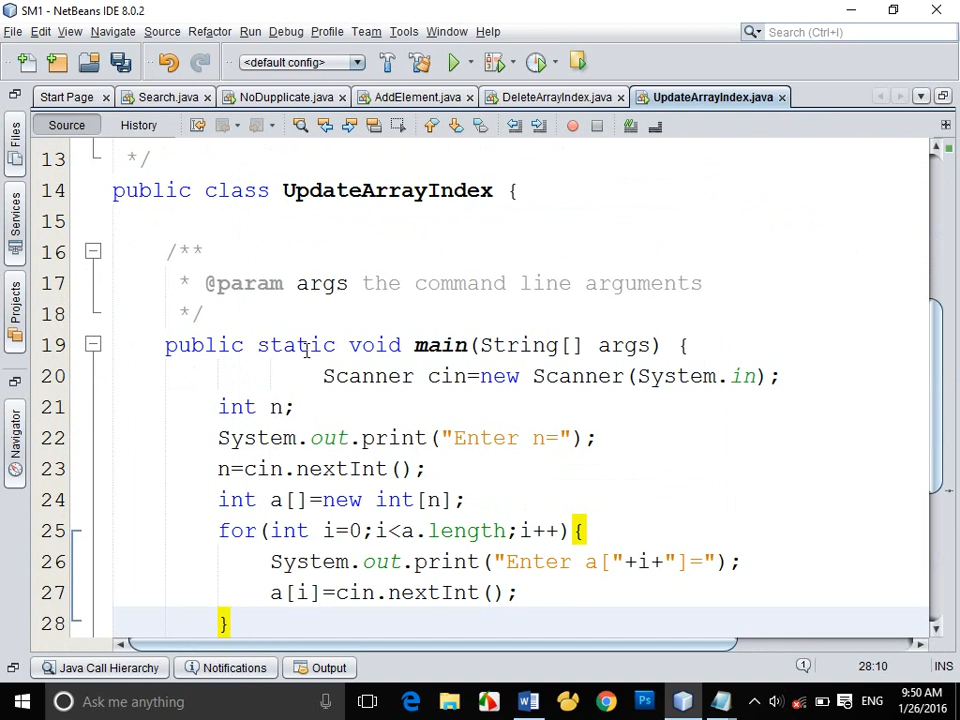 SM1 - NetBeans IDE 8.0.2
File Edit View Navigate Source Refactor Run Debug Profile Team Tools Window Help
Search (Ctrl+I)
<default config>
Start Page Search.java NoDupplicate.java AddElement.java DeleteArrayIndex.java UpdateArrayIndex.java
Source History
Files
Services
Projects
Navigator
13 */
14 public class UpdateArrayIndex {
15
16 /**
17 * @param args the command line arguments
18 */
19 public static void main(String[] args) {
20 Scanner cin=new Scanner(System.in);
21 int n;
22 System.out.print("Enter n=");
23 n=cin.nextInt();
24 int a[]=new int[n];
25 for(int i=0;i<a.length;i++){
26 System.out.print("Enter a["+i+"]=");
27 a[i]=cin.nextInt();
28 }
Java Call Hierarchy Notifications Output 1 28:10 INS
Ask me anything
ENG
9:50 AM
1/26/2016